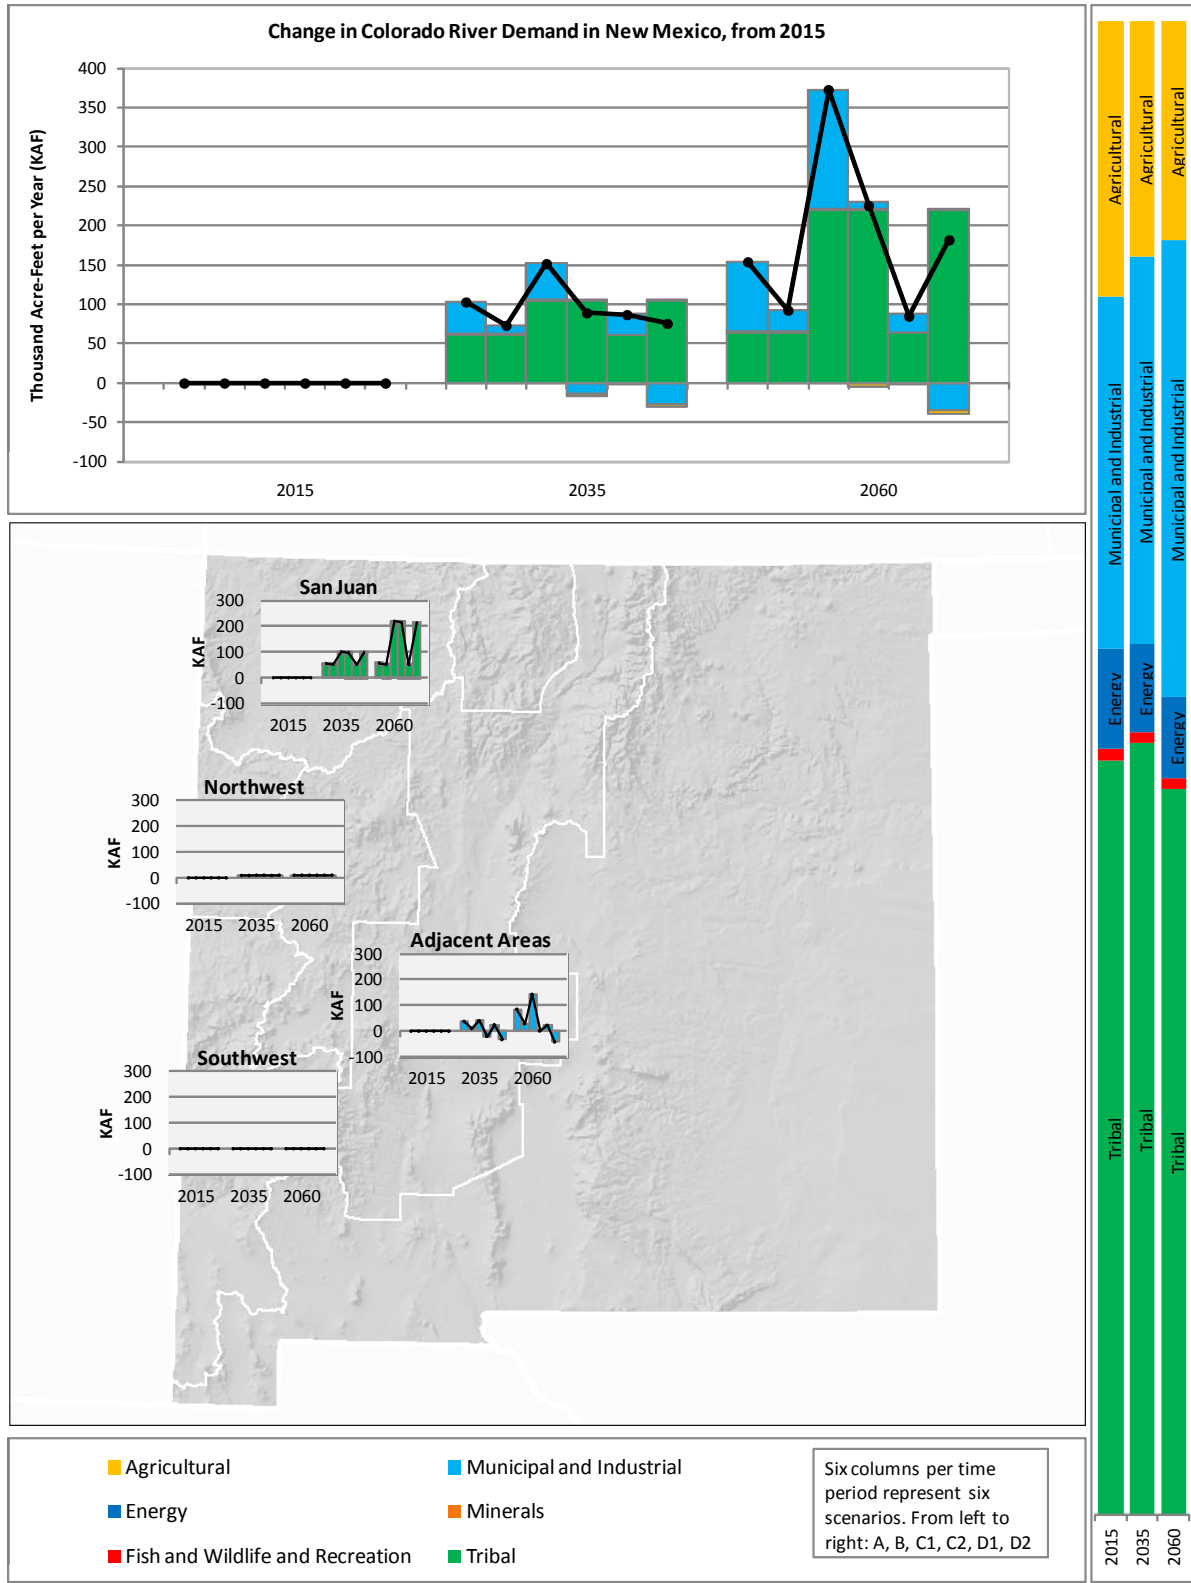 Change in Colorado River Demand in New Mexico, from 2015
Thousand Acre-Feet per Year (KAF)
400
350
300
250
200
150
100
50
0
-50
-100
2015 2035 2060
San Juan
KAF
300
200
100
0
-100
2015 2035 2060
Northwest
KAF
300
200
100
0
-100
2015 2035 2060
Adjacent Areas
KAF
300
200
100
0
-100
2015 2035 2060
Southwest
KAF
300
200
100
0
-100
2015 2035 2060
Agricultural
Municipal and Industrial
Energy
Minerals
Fish and Wildlife and Recreation
Tribal
Six columns per time
period represent six
scenarios. From left to
right: A, B, C1, C2, D1, D2
Agricultural
Municipal and Industrial
Energy
Tribal
2015
Agricultural
Municipal and Industrial
Energy
Tribal
2035
Agricultural
Municipal and Industrial
Energy
Tribal
2060